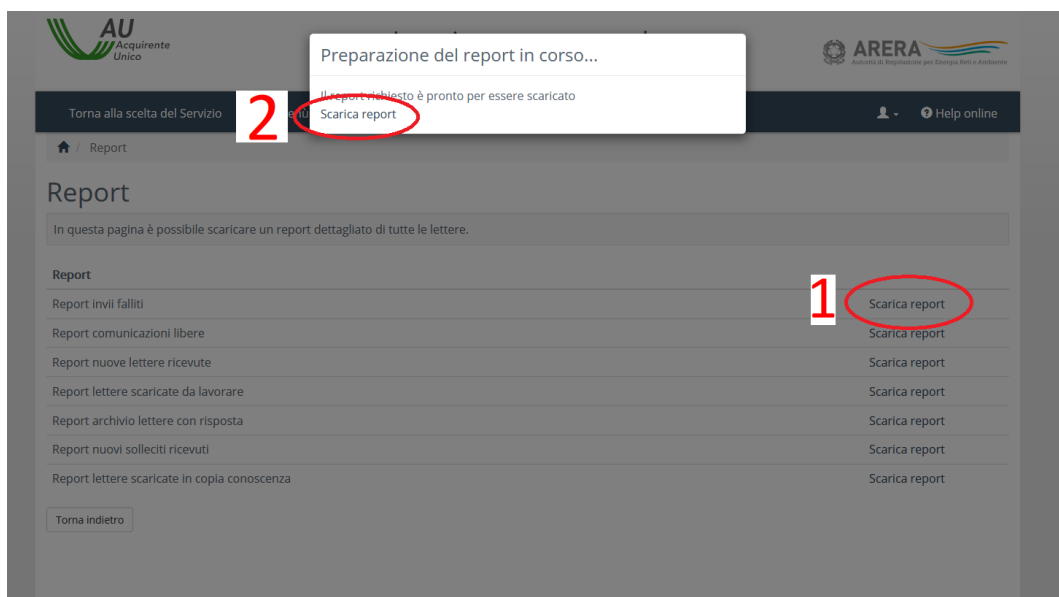 AU
Acquirente
Unico
Preparazione del report in corso...
Il report richiesto è pronto per essere scaricato
Scarica report
ARERA
Autorità di Regolazione per Energia Reti e Ambiente
Torna alla scelta del Servizio
2
Help online
/ Report
Report
In questa pagina è possibile scaricare un report dettagliato di tutte le lettere.
Report
1
Report invii falliti Scarica report
Report comunicazioni libere Scarica report
Report nuove lettere ricevute Scarica report
Report lettere scaricate da lavorare Scarica report
Report archivio lettere con risposta Scarica report
Report nuovi solleciti ricevuti Scarica report
Report lettere scaricate in copia conoscenza Scarica report
Torna indietro